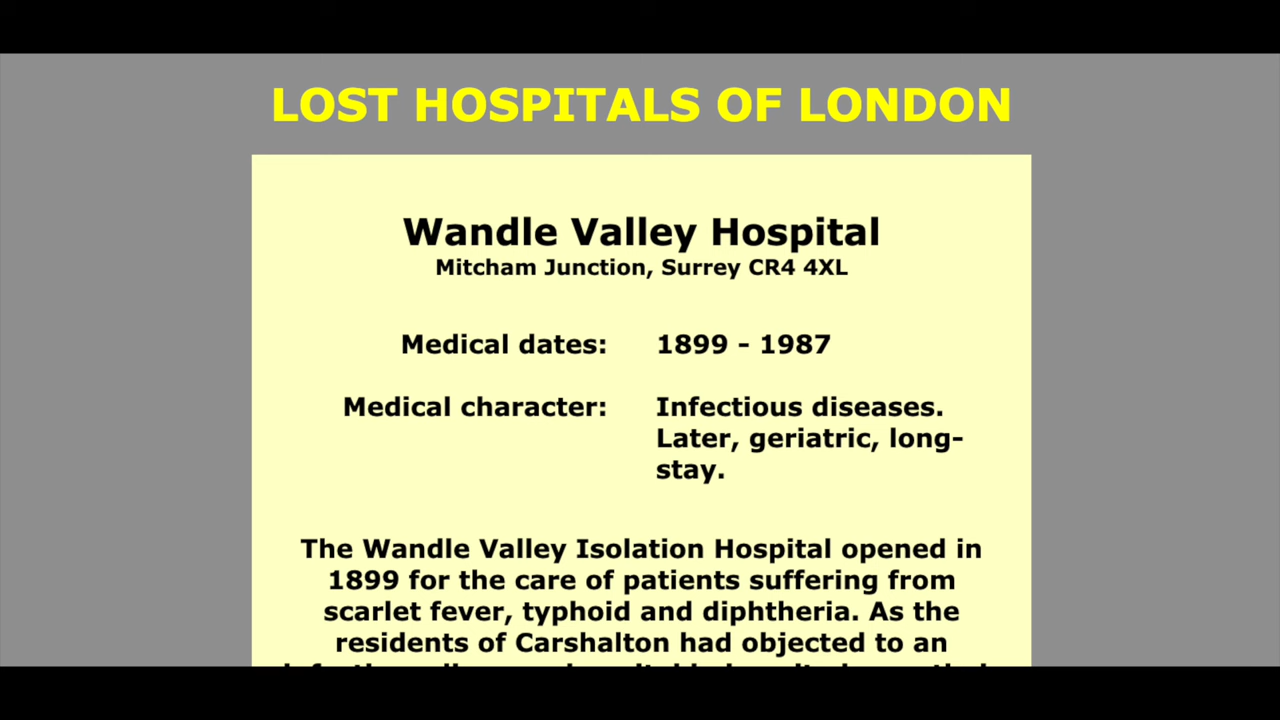 LOST HOSPITALS OF LONDON
Wandle Valley Hospital
Mitcham Junction, Surrey CR4 4XL
Medical dates: 1899 - 1987
Medical character: Infectious diseases.
Later, geriatric, long-
stay.
The Wandle Valley Isolation Hospital opened in
1899 for the care of patients suffering from
scarlet fever, typhoid and diphtheria. As the
residents of Carshalton had objected to an